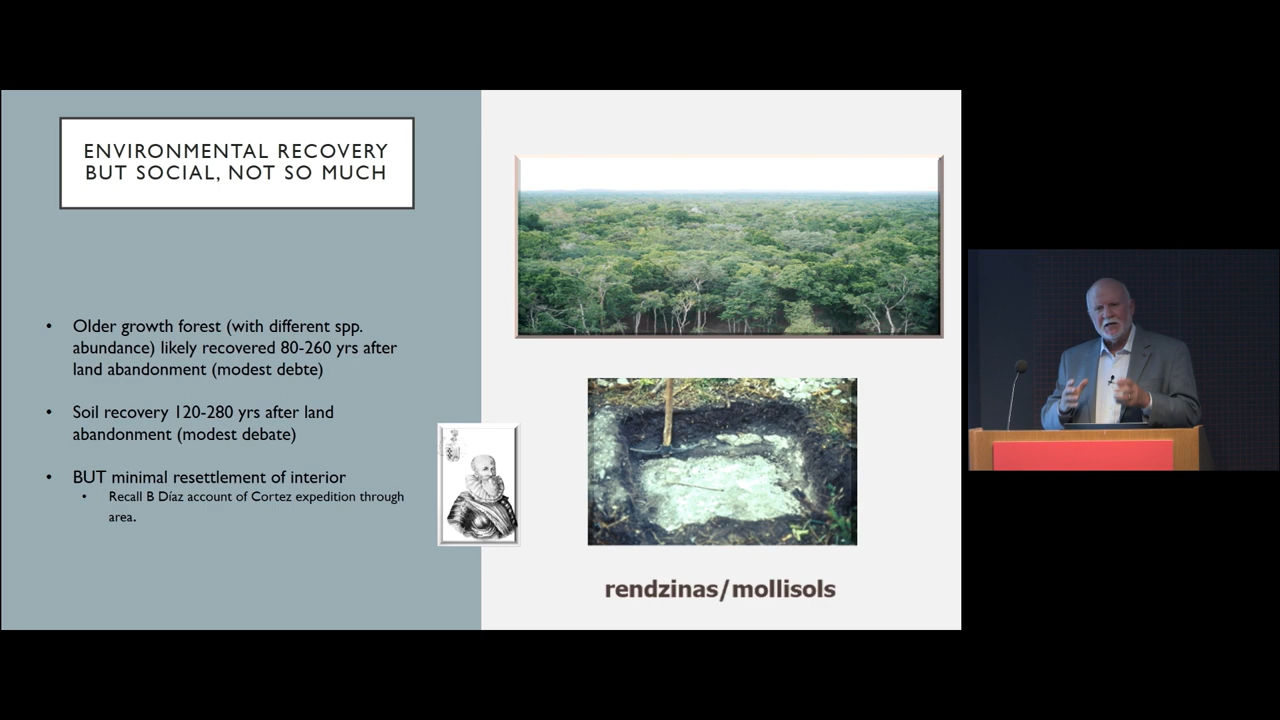 ENVIRONMENTAL RECOVERY
BUT SOCIAL, NOT SO MUCH
• Older growth forest (with different spp.
abundance) likely recovered 80-260 yrs after
land abandonment (modest debte)
• Soil recovery 120-280 yrs after land
abandonment (modest debate)
• BUT minimal resettlement of interior
• Recall B Díaz account of Cortez expedition through
area.
rendzinas/mollisols